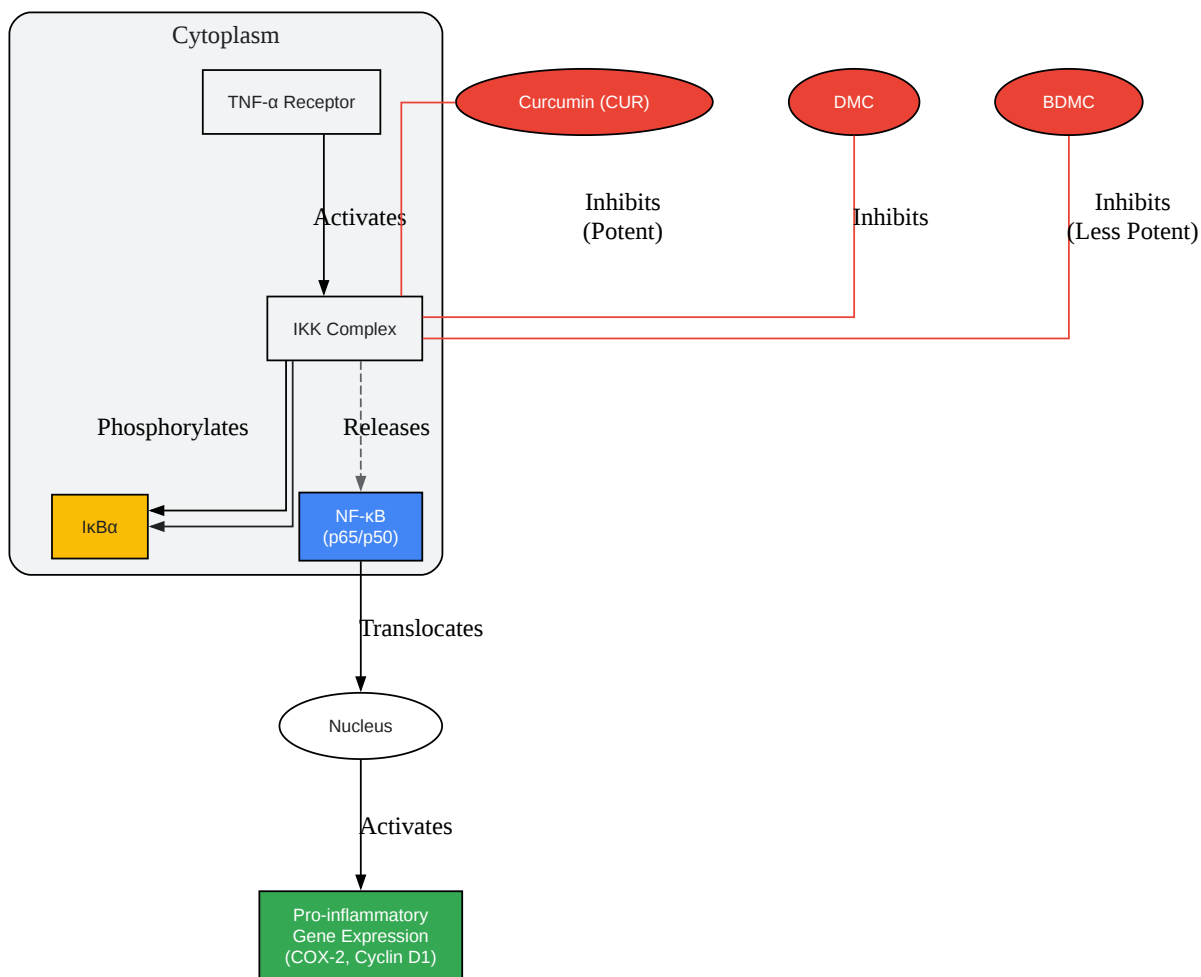 Cytoplasm
TNF-α Receptor
Curcumin (CUR)
DMC
BDMC
Activates
Inhibits
(Potent)
Inhibits
Inhibits
(Less Potent)
IKK Complex
Phosphorylates
Releases
IκBα
NF-κB
(p65/p50)
Translocates
Nucleus
Activates
Pro-inflammatory
Gene Expression
(COX-2, Cyclin D1)